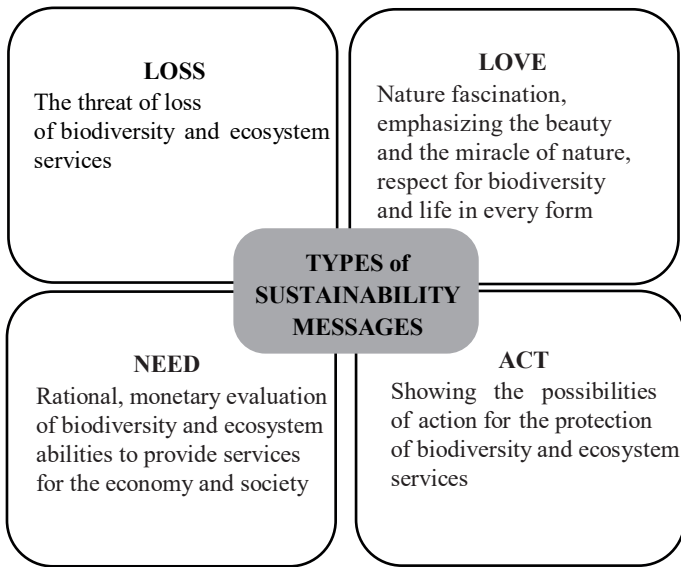 LOSS
The threat of loss
of biodiversity and ecosystem
services
LOVE
Nature fascination,
emphasizing the beauty
and the miracle of nature,
respect for biodiversity
and life in every form
TYPES of
SUSTAINABILITY
MESSAGES
NEED
Rational, monetary evaluation
of biodiversity and ecosystem
abilities to provide services
for the economy and society
ACT
Showing the possibilities
of action for the protection
of biodiversity and ecosystem
services